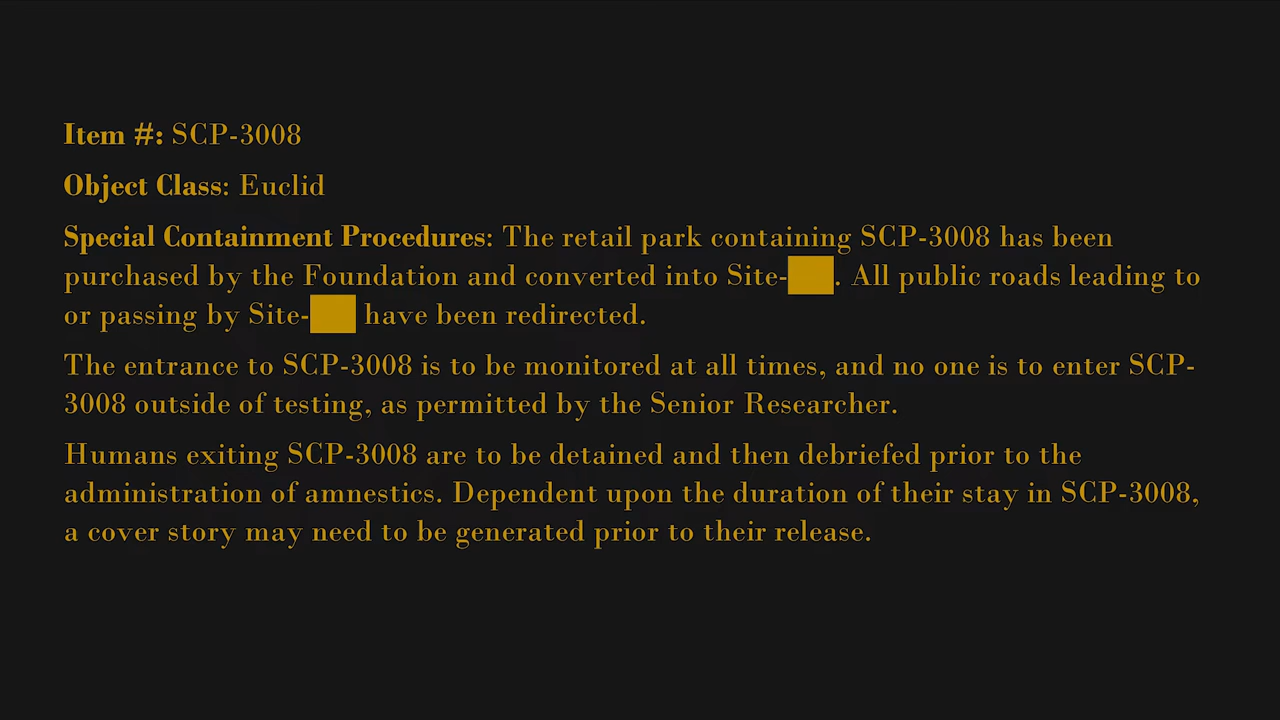 Item #: SCP-3008
Object Class: Euclid
Special Containment Procedures: The retail park containing SCP-3008 has been
purchased by the Foundation and converted into Site-██. All public roads leading to
or passing by Site-██ have been redirected.
The entrance to SCP-3008 is to be monitored at all times, and no one is to enter SCP-
3008 outside of testing, as permitted by the Senior Researcher.
Humans exiting SCP-3008 are to be detained and then debriefed prior to the
administration of amnestics. Dependent upon the duration of their stay in SCP-3008,
a cover story may need to be generated prior to their release.